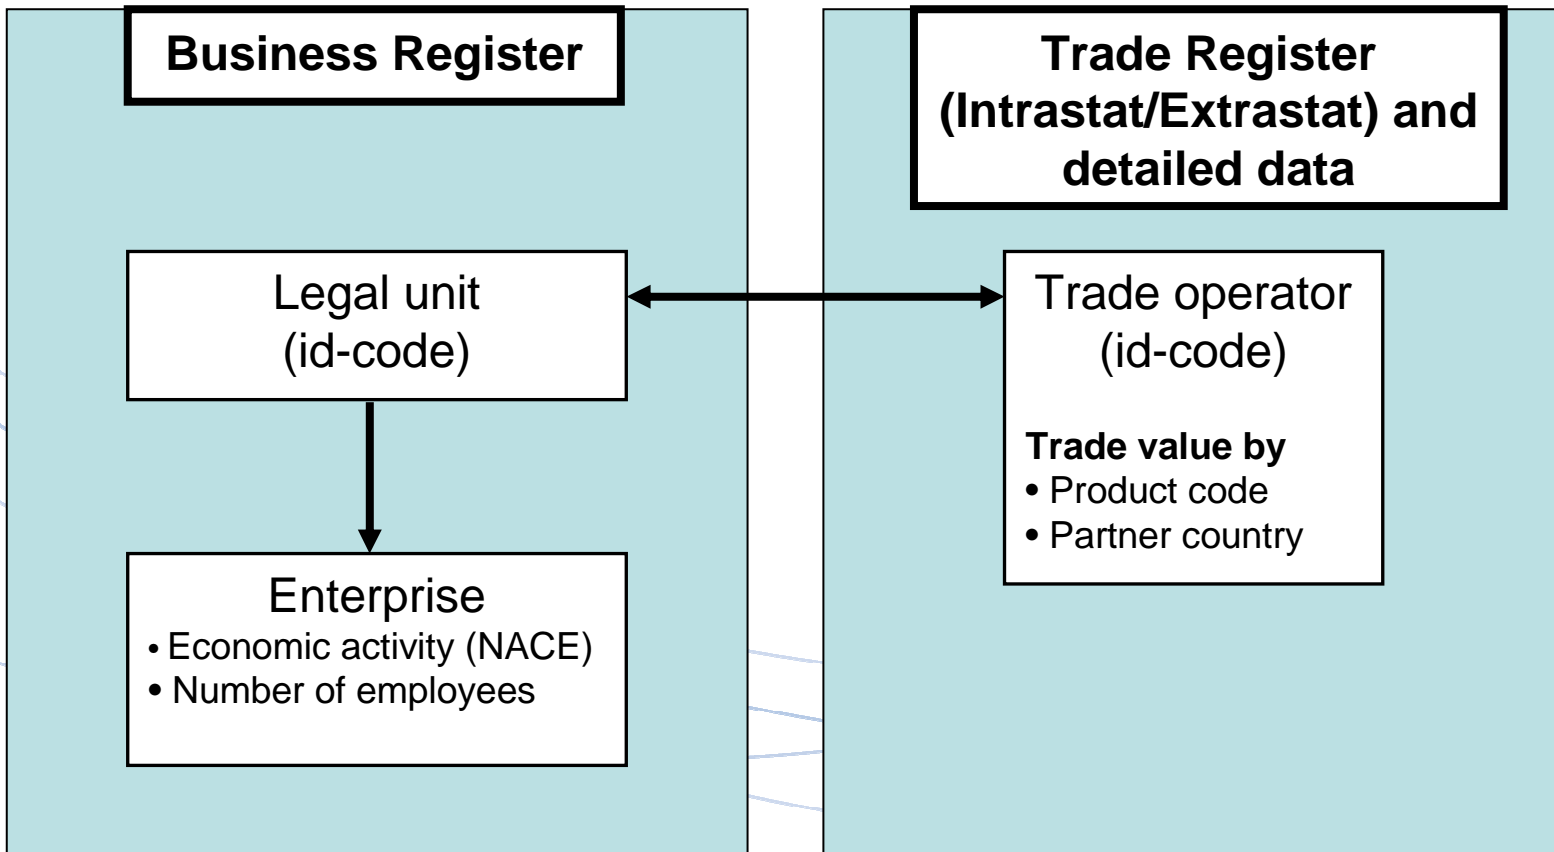 Business Register
Legal unit
(id-code)
Enterprise
• Economic activity (NACE)
• Number of employees
Trade Register
(Intrastat/Extrastat) and
detailed data
Trade operator
(id-code)
Trade value by
• Product code
• Partner country